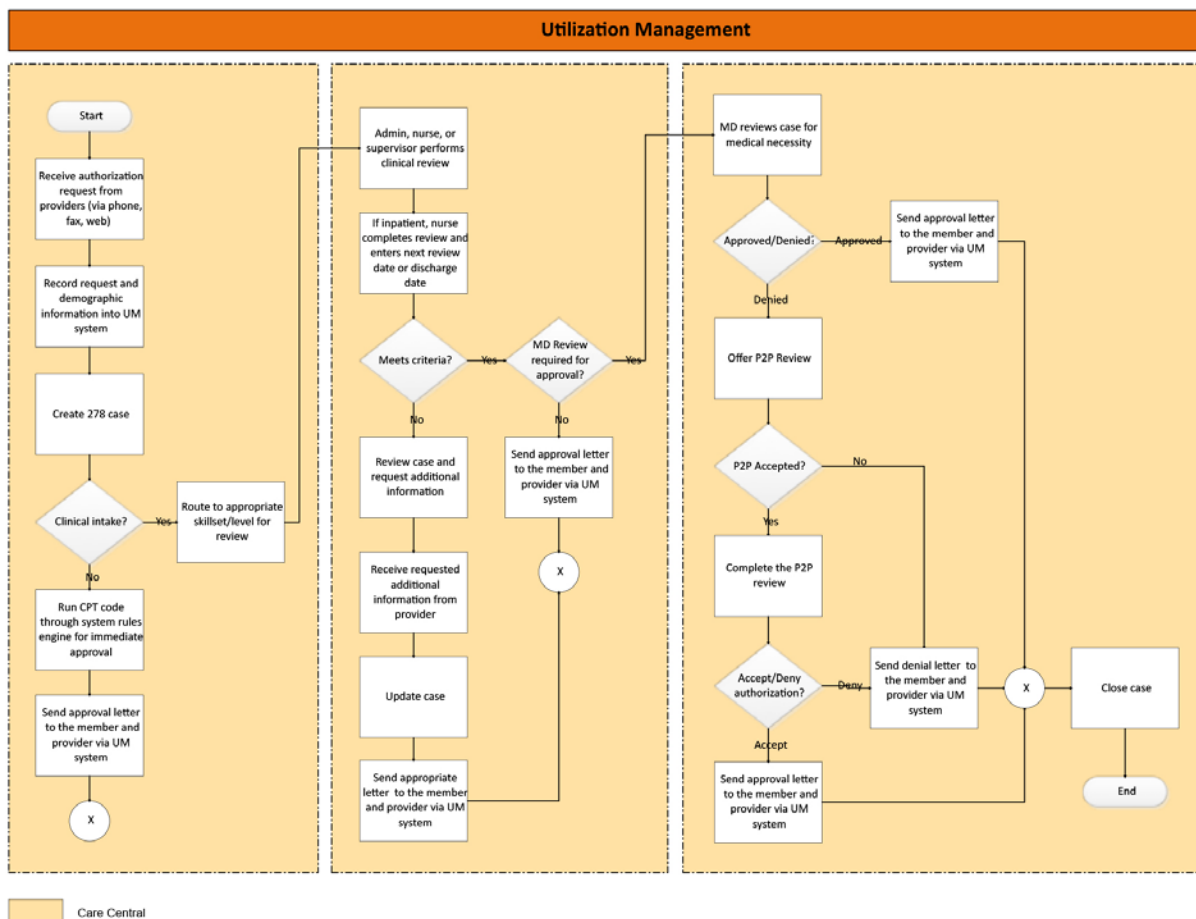 Utilization Management
Start
Receive authorization
request from
providers (via phone,
fax, web)
Record request and
demographic
information into UM
system
Create 278 case
Clinical intake?
Yes
Route to appropriate
skillset/level for
review
No
Run CPT code
through system rules
engine for immediate
approval
Send approval letter
to the member and
provider via UM
system
X
Admin, nurse, or
supervisor performs
clinical review
If inpatient, nurse
completes review and
enters next review
date or discharge
date
Meets criteria?
Yes
MD Review
required for
approval?
Yes
No
Review case and
request additional
information
Receive requested
additional
information from
provider
Update case
Send appropriate
letter to the member
and provider via UM
system
No
Send approval letter
to the member and
provider via UM
system
X
MD reviews case for
medical necessity
Approved/Denied?
Approved
Send approval letter
to the member and
provider via UM
system
Denied
Offer P2P Review
P2P Accepted?
No
Yes
Complete the P2P
review
Accept/Deny
authorization?
Deny
Send denial letter to
the member and
provider via UM
system
X
Close case
Accept
Send approval letter
to the member and
provider via UM
system
End
Care Central